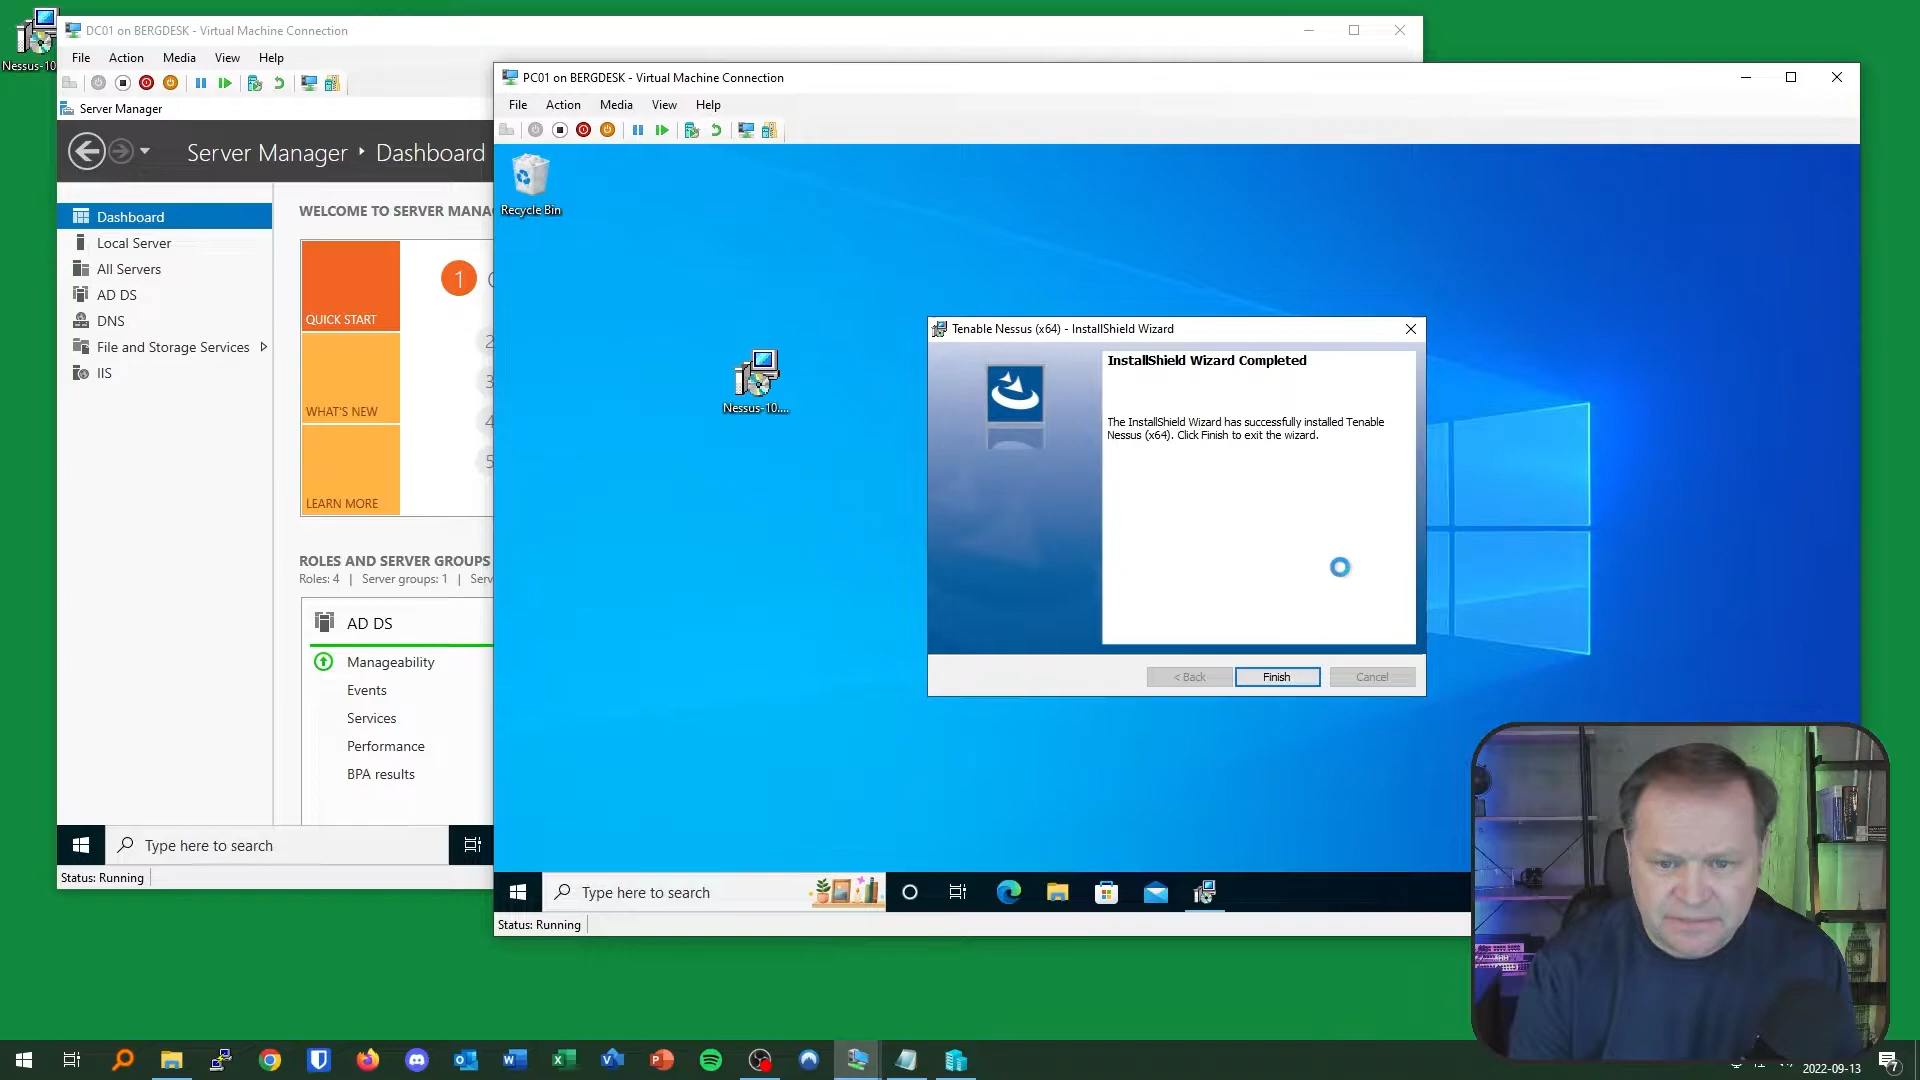 Nessus-10
DC01 on BERGDESK - Virtual Machine Connection
File Action Media View Help
Server Manager
Server Manager Dashboard
Dashboard
Local Server
All Servers
AD DS
DNS
File and Storage Services
IIS
WELCOME TO SERVER MANA
QUICK START
WHAT'S NEW
LEARN MORE
1
2
3
4
5
ROLES AND SERVER GROUPS
Roles: 4 | Server groups: 1 | Serv
AD DS
Manageability
Events
Services
Performance
BPA results
Type here to search
Status: Running
PC01 on BERGDESK - Virtual Machine Connection
File Action Media View Help
Recycle Bin
Nessus-10....
Tenable Nessus (x64) - InstallShield Wizard
InstallShield Wizard Completed
The InstallShield Wizard has successfully installed Tenable
Nessus (x64). Click Finish to exit the wizard.
< Back Finish Cancel
Type here to search
Status: Running
2022-09-13
7